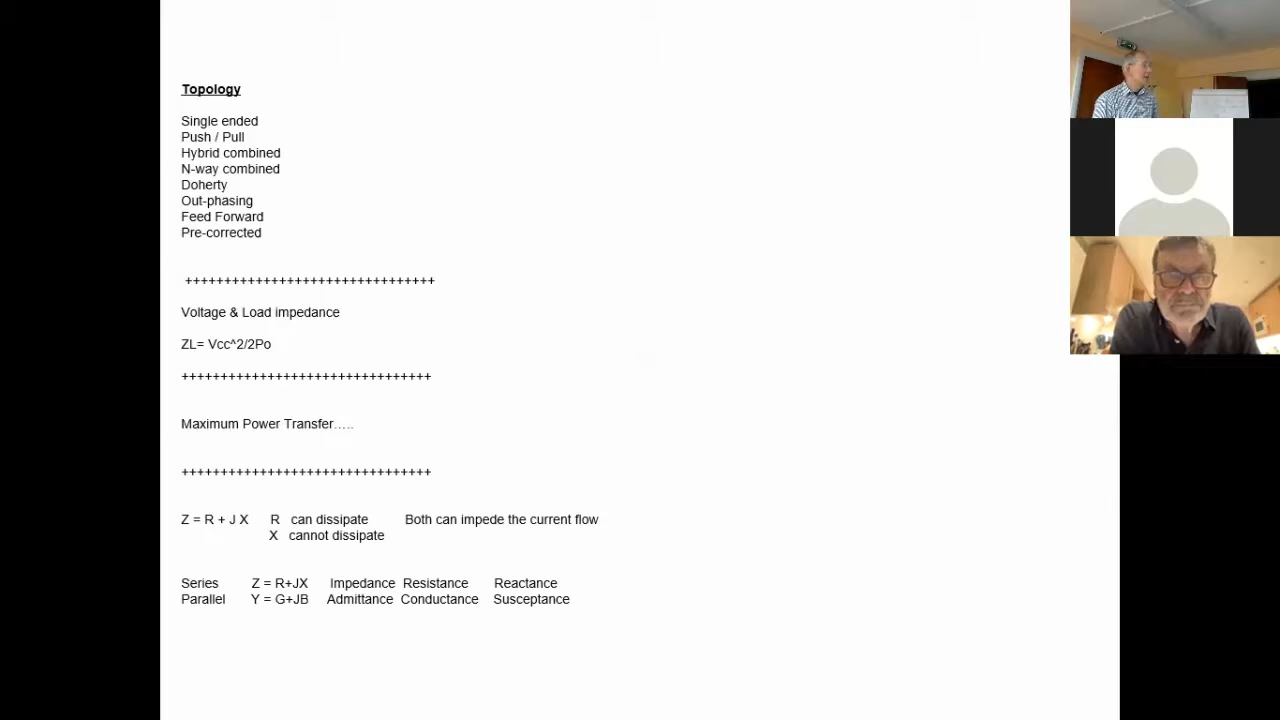 Topology
Single ended
Push / Pull
Hybrid combined
N-way combined
Doherty
Out-phasing
Feed Forward
Pre-corrected
+++++++++++++++++++++++++++++++
Voltage & Load impedance
ZL= Vcc^2/2Po
+++++++++++++++++++++++++++++++
Maximum Power Transfer…..
+++++++++++++++++++++++++++++++
Z = R + J X R can dissipate Both can impede the current flow
X cannot dissipate
Series Z = R+JX Impedance Resistance Reactance
Parallel Y = G+JB Admittance Conductance Susceptance